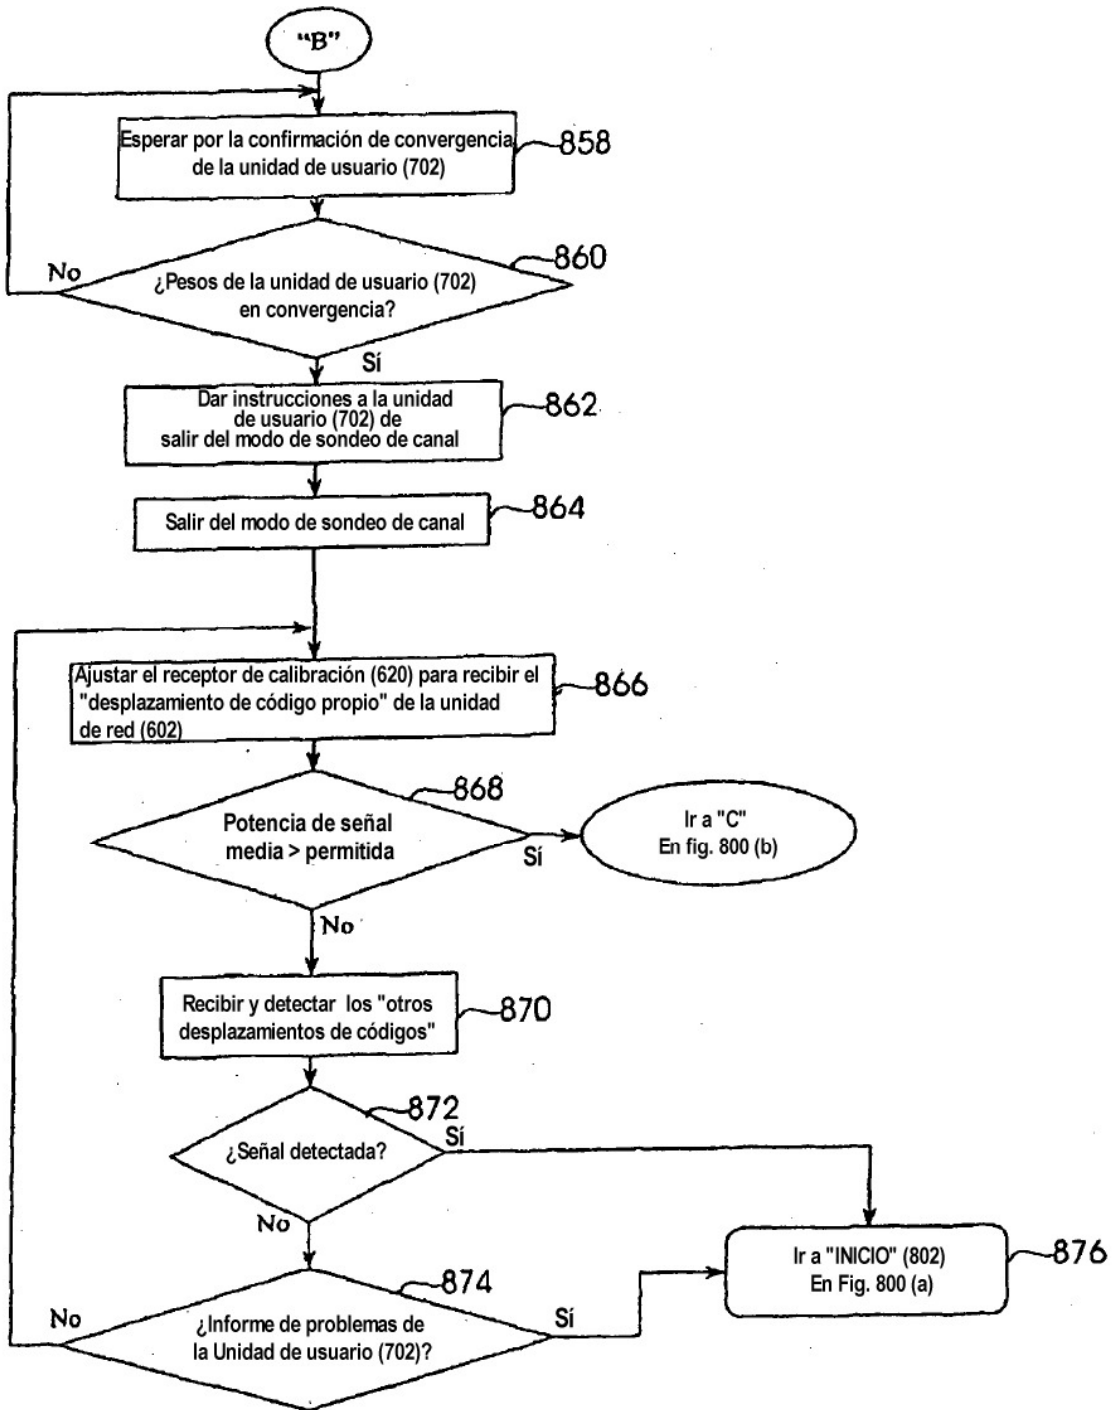 “B”
Esperar por la confirmación de convergencia
de la unidad de usuario (702)
858
860
No
¿Pesos de la unidad de usuario (702)
en convergencia?
Sí
Dar instrucciones a la unidad
de usuario (702) de
salir del modo de sondeo de canal
862
Salir del modo de sondeo de canal
864
Ajustar el receptor de calibración (620) para recibir el
"desplazamiento de código propio" de la unidad
de red (602)
866
868
Potencia de señal
media > permitida
Sí
Ir a "C"
En fig. 800 (b)
No
Recibir y detectar los "otros
desplazamientos de códigos"
870
872
¿Señal detectada?
Sí
No
Ir a "INICIO" (802)
En Fig. 800 (a)
876
874
No
¿Informe de problemas de
la Unidad de usuario (702)?
Sí